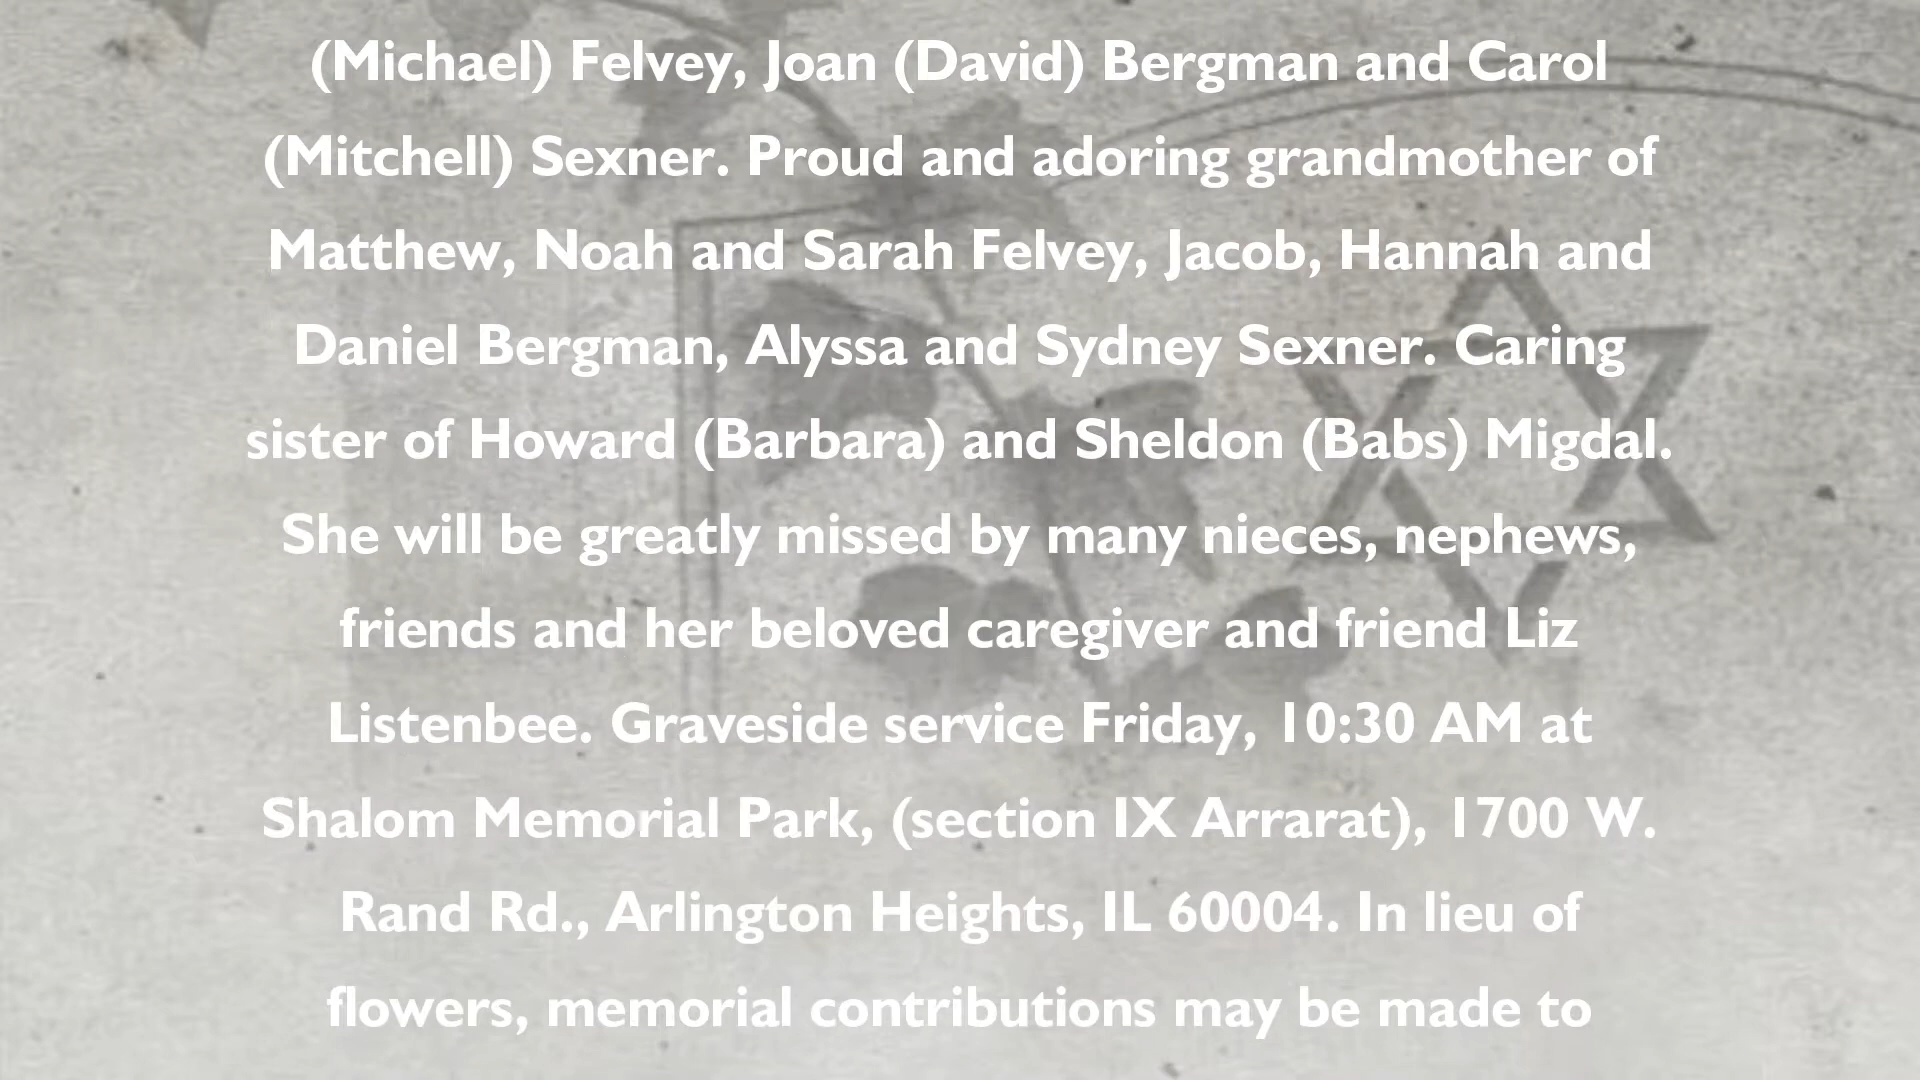 (Michael) Felvey, Joan (David) Bergman and Carol
(Mitchell) Sexner. Proud and adoring grandmother of
Matthew, Noah and Sarah Felvey, Jacob, Hannah and
Daniel Bergman, Alyssa and Sydney Sexner. Caring
sister of Howard (Barbara) and Sheldon (Babs) Migdal.
She will be greatly missed by many nieces, nephews,
friends and her beloved caregiver and friend Liz
Listenbee. Graveside service Friday, 10:30 AM at
Shalom Memorial Park, (section IX Arrarat), 1700 W.
Rand Rd., Arlington Heights, IL 60004. In lieu of
flowers, memorial contributions may be made to